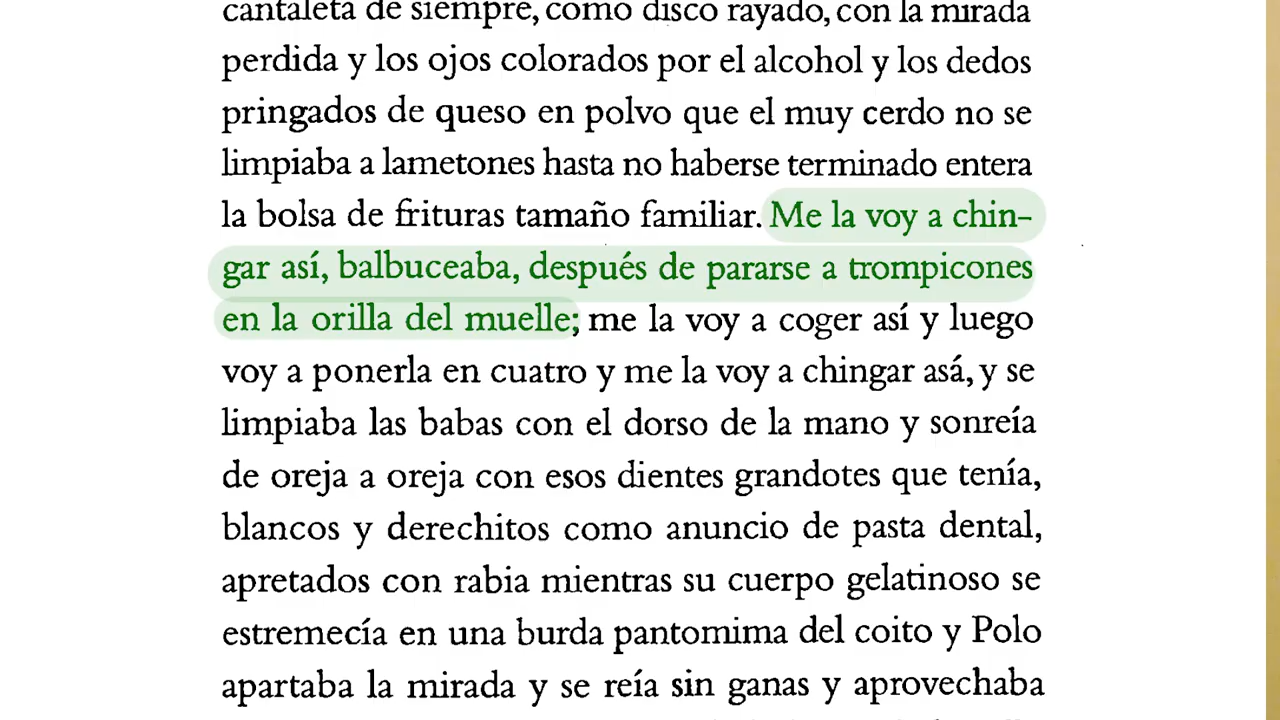 cantaleta de siempre, como disco rayado, con la mirada
perdida y los ojos colorados por el alcohol y los dedos
pringados de queso en polvo que el muy cerdo no se
limpiaba a lametones hasta no haberse terminado entera
la bolsa de frituras tamaño familiar. Me la voy a chin-
gar así, balbuceaba, después de pararse a trompicones
en la orilla del muelle; me la voy a coger así y luego
voy a ponerla en cuatro y me la voy a chingar asá, y se
limpiaba las babas con el dorso de la mano y sonreía
de oreja a oreja con esos dientes grandotes que tenía,
blancos y derechitos como anuncio de pasta dental,
apretados con rabia mientras su cuerpo gelatinoso se
estremecía en una burda pantomima del coito y Polo
apartaba la mirada y se reía sin ganas y aprovechaba